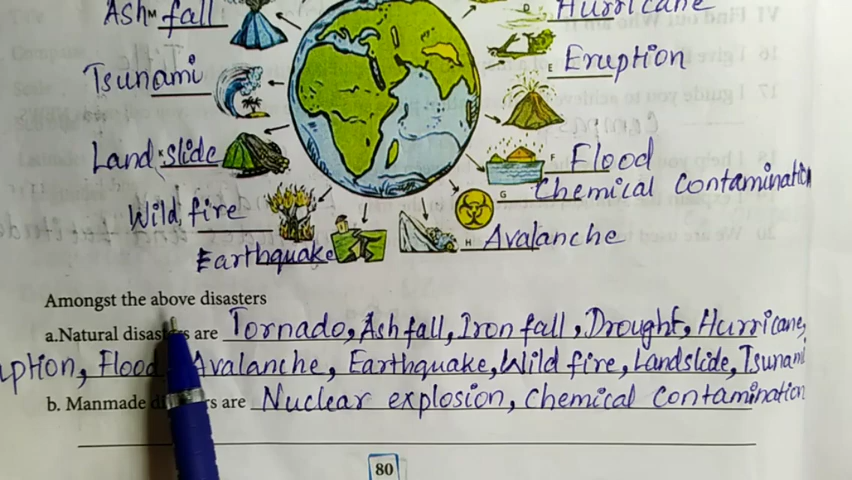 Ash fall
Hurricane
Tsunami
E Eruption
Land slide
F Flood
G Chemical contamination
Wild fire
H Avalanche
Earthquake
Amongst the above disasters
a.Natural disasters are Tornado, Ash fall, Iron fall, Drought, Hurricane,
ption, Flood, Avalanche, Earthquake, Wild fire, Landslide, Tsunami
b. Manmade disasters are Nuclear explosion, Chemical contamination
80